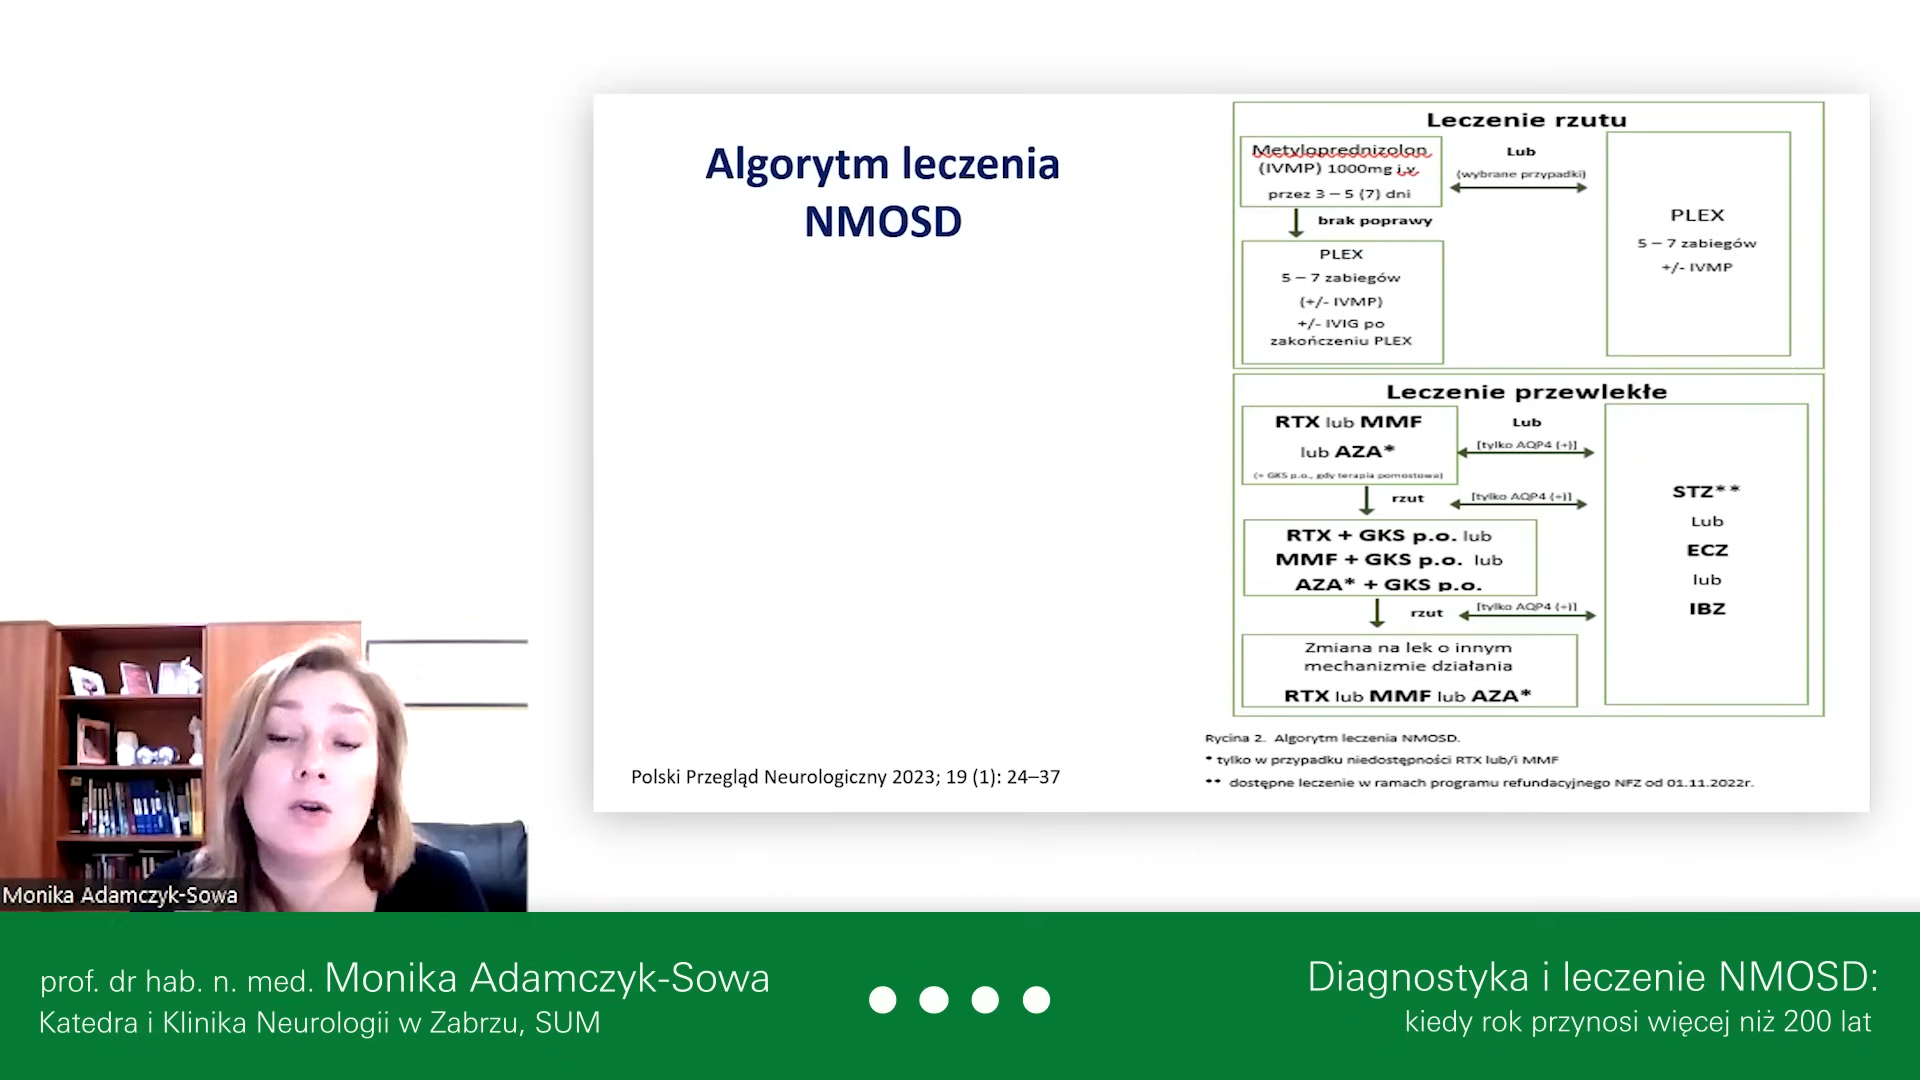 Algorytm leczenia
NMOSD
Polski Przegląd Neurologiczny 2023; 19 (1): 24–37
Leczenie rzutu
Metyloprednizolon
(IVMP) 1000mg i.v.
przez 3 – 5 (7) dni
Lub
(wybrane przypadki)
brak poprawy
PLEX
5 – 7 zabiegów
(+/- IVMP)
+/- IVIG po
zakończeniu PLEX
PLEX
5 – 7 zabiegów
+/- IVMP
Leczenie przewlekłe
RTX lub MMF
lub AZA*
(+ GKS p.o., gdy terapia pomostowa)
Lub
[tylko AQP4 (+)]
rzut
[tylko AQP4 (+)]
RTX + GKS p.o. lub
MMF + GKS p.o. lub
AZA* + GKS p.o.
rzut
[tylko AQP4 (+)]
Zmiana na lek o innym
mechanizmie działania
RTX lub MMF lub AZA*
STZ**
Lub
ECZ
lub
IBZ
Rycina 2. Algorytm leczenia NMOSD.
* tylko w przypadku niedostępności RTX lub/i MMF
** dostępne leczenie w ramach programu refundacyjnego NFZ od 01.11.2022r.
Monika Adamczyk-Sowa
prof. dr hab. n. med. Monika Adamczyk-Sowa
Katedra i Klinika Neurologii w Zabrzu, SUM
Diagnostyka i leczenie NMOSD:
kiedy rok przynosi więcej niż 200 lat